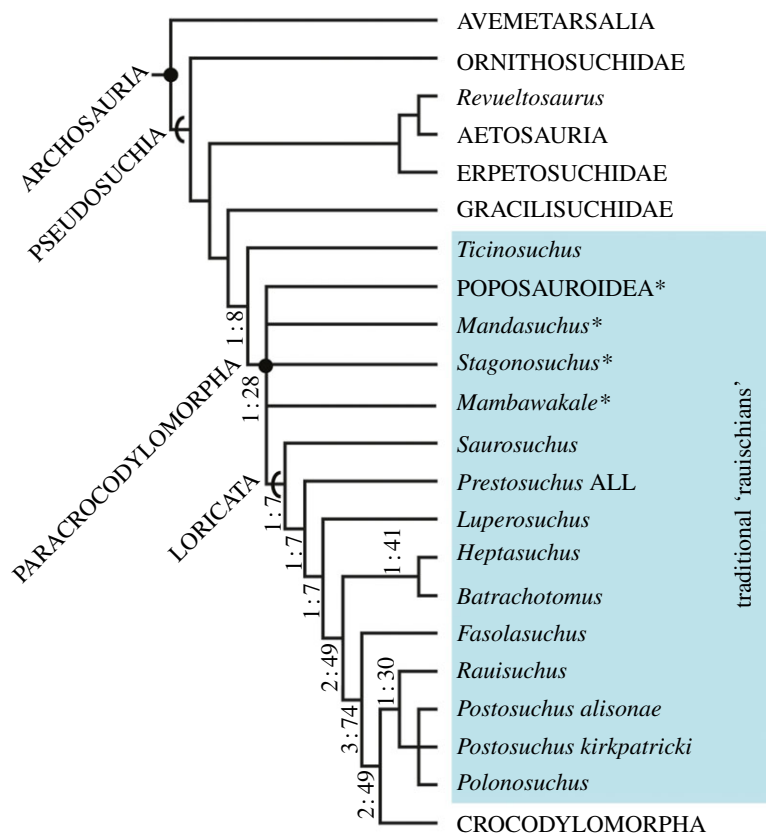 AVEMETARSALIA
ORNITHOSUCHIDAE
Revueltosaurus
AETOSAURIA
ERPETOSUCHIDAE
GRACILISUCHIDAE
Ticinosuchus
POPOSAUROIDEA*
Mandasuchus*
Stagonosuchus*
Mambawakale*
Saurosuchus
Prestosuchus ALL
Luperosuchus
Heptasuchus
Batrachotomus
Fasolasuchus
Rauisuchus
Postosuchus alisonae
Postosuchus kirkpatricki
Polonosuchus
CROCODYLOMORPHA
traditional 'rauischians'
ARCHOSAURIA
PSEUDOSUCHIA
PARACROCODYLOMORPHA
LORICATA
1:8
1:28
1:7
1:7
1:7
1:41
2:49
3:74
1:30
2:49